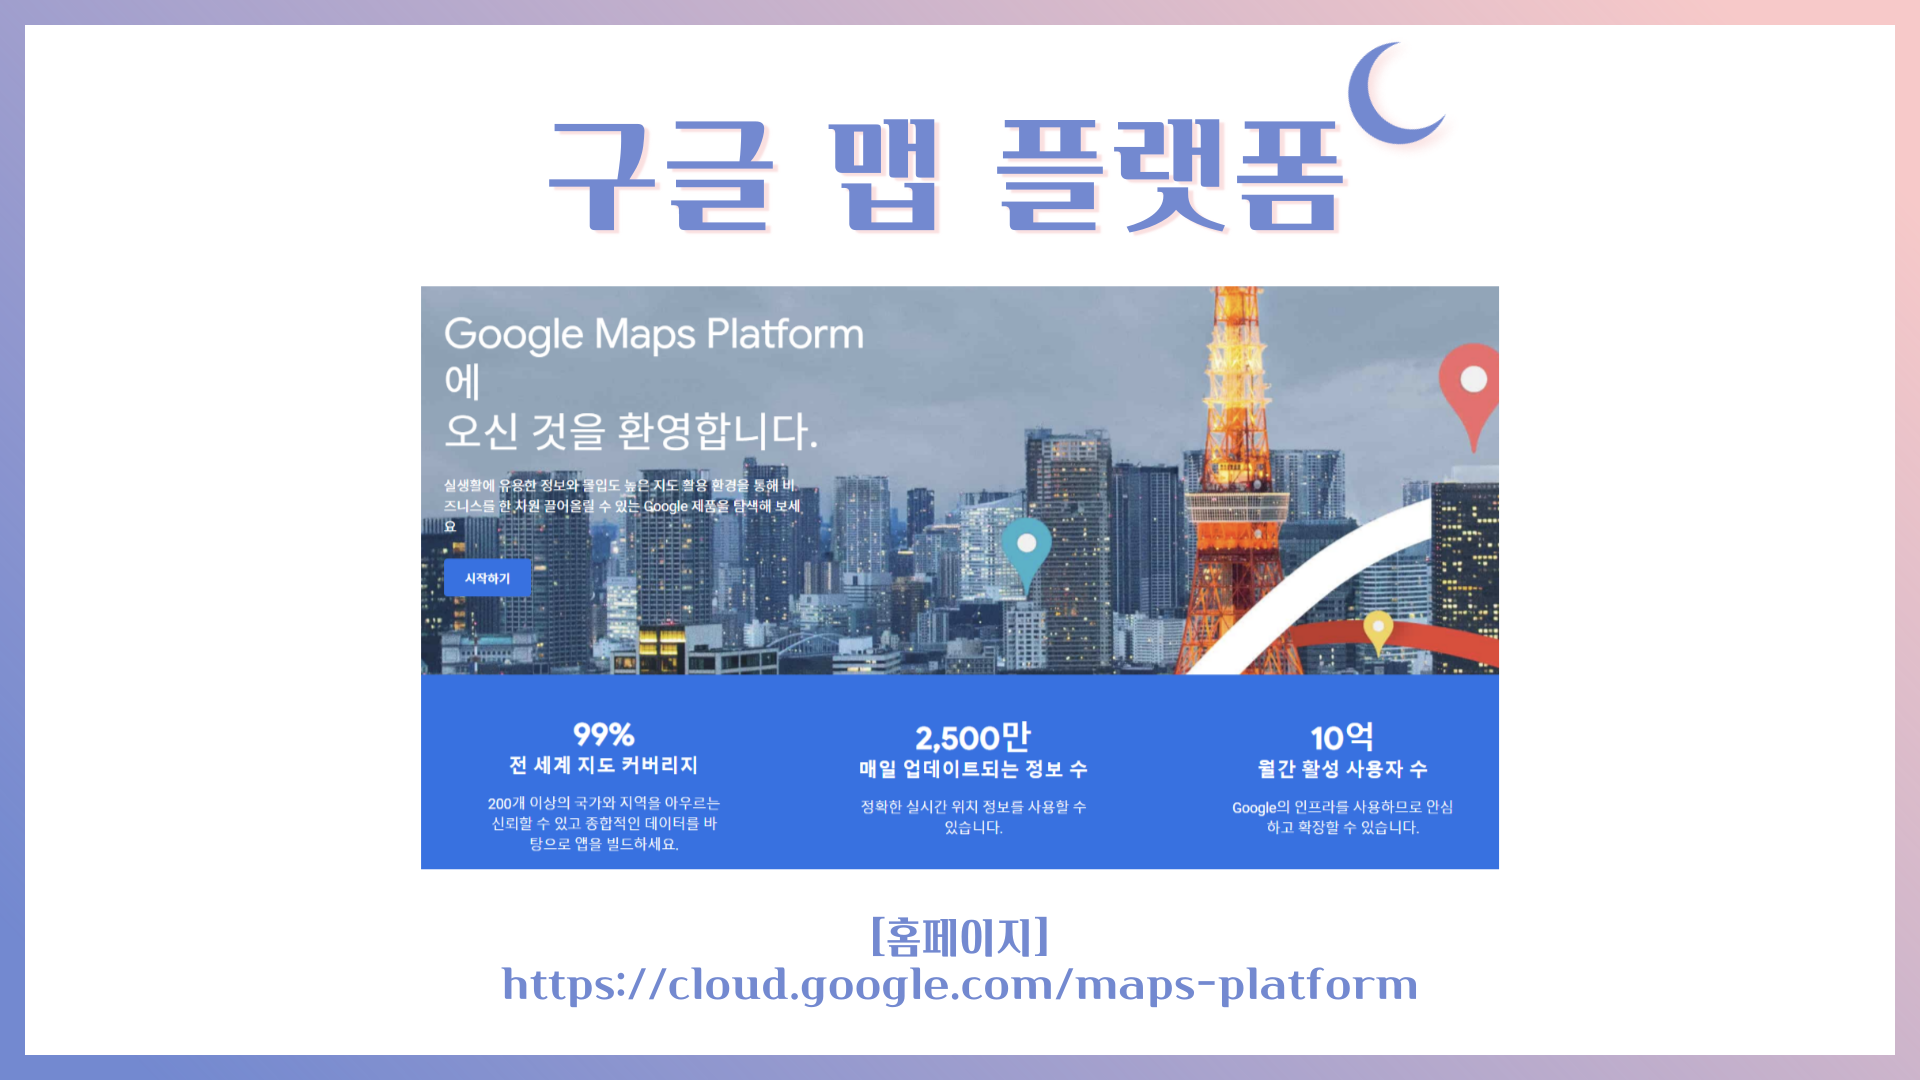 구글 맵 플랫폼
Google Maps Platform
에
오신 것을 환영합니다.
실생활에 유용한 정보와 몰입도 높은 지도 활용 환경을 통해 비
즈니스를 한 차원 끌어올릴 수 있는 Google 제품을 탐색해 보세
요
시작하기
99%
전 세계 지도 커버리지
200개 이상의 국가와 지역을 아우르는
신뢰할 수 있고 종합적인 데이터를 바
탕으로 앱을 빌드하세요.
2,500만
매일 업데이트되는 정보 수
정확한 실시간 위치 정보를 사용할 수
있습니다.
10억
월간 활성 사용자 수
Google의 인프라를 사용하므로 안심
하고 확장할 수 있습니다.
[홈페이지]
https://cloud.google.com/maps-platform